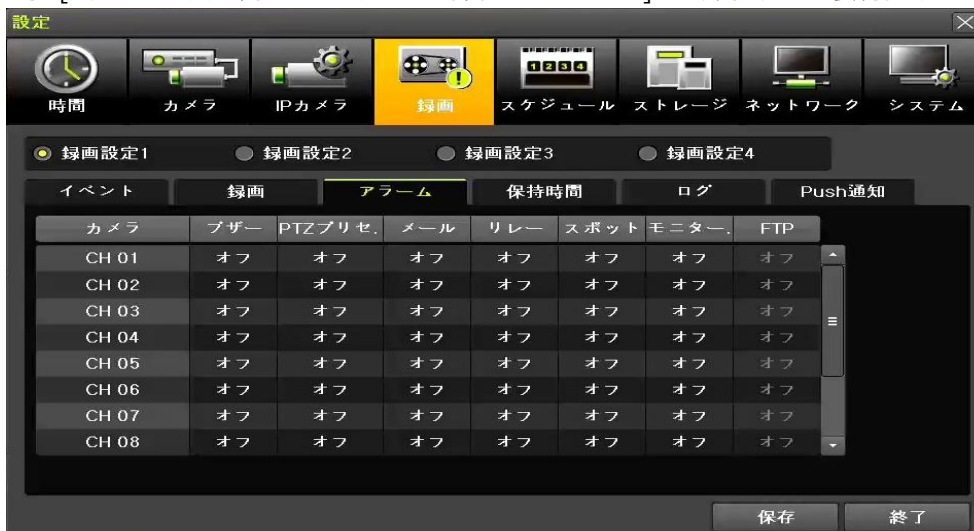 設定
時間 カメラ IPカメラ 録画 スケジュール ストレージ ネットワーク システム
1 2 3 4
録画設定1 録画設定2 録画設定3 録画設定4
イベント 録画 アラーム 保持時間 ログ Push通知
カメラ ブザー PTZプリセ. メール リレー スポット モニター. FTP
CH 01 オフ オフ オフ オフ オフ オフ オフ
CH 02 オフ オフ オフ オフ オフ オフ オフ
CH 03 オフ オフ オフ オフ オフ オフ オフ
CH 04 オフ オフ オフ オフ オフ オフ オフ
CH 05 オフ オフ オフ オフ オフ オフ オフ
CH 06 オフ オフ オフ オフ オフ オフ オフ
CH 07 オフ オフ オフ オフ オフ オフ オフ
CH 08 オフ オフ オフ オフ オフ オフ オフ
保存 終了